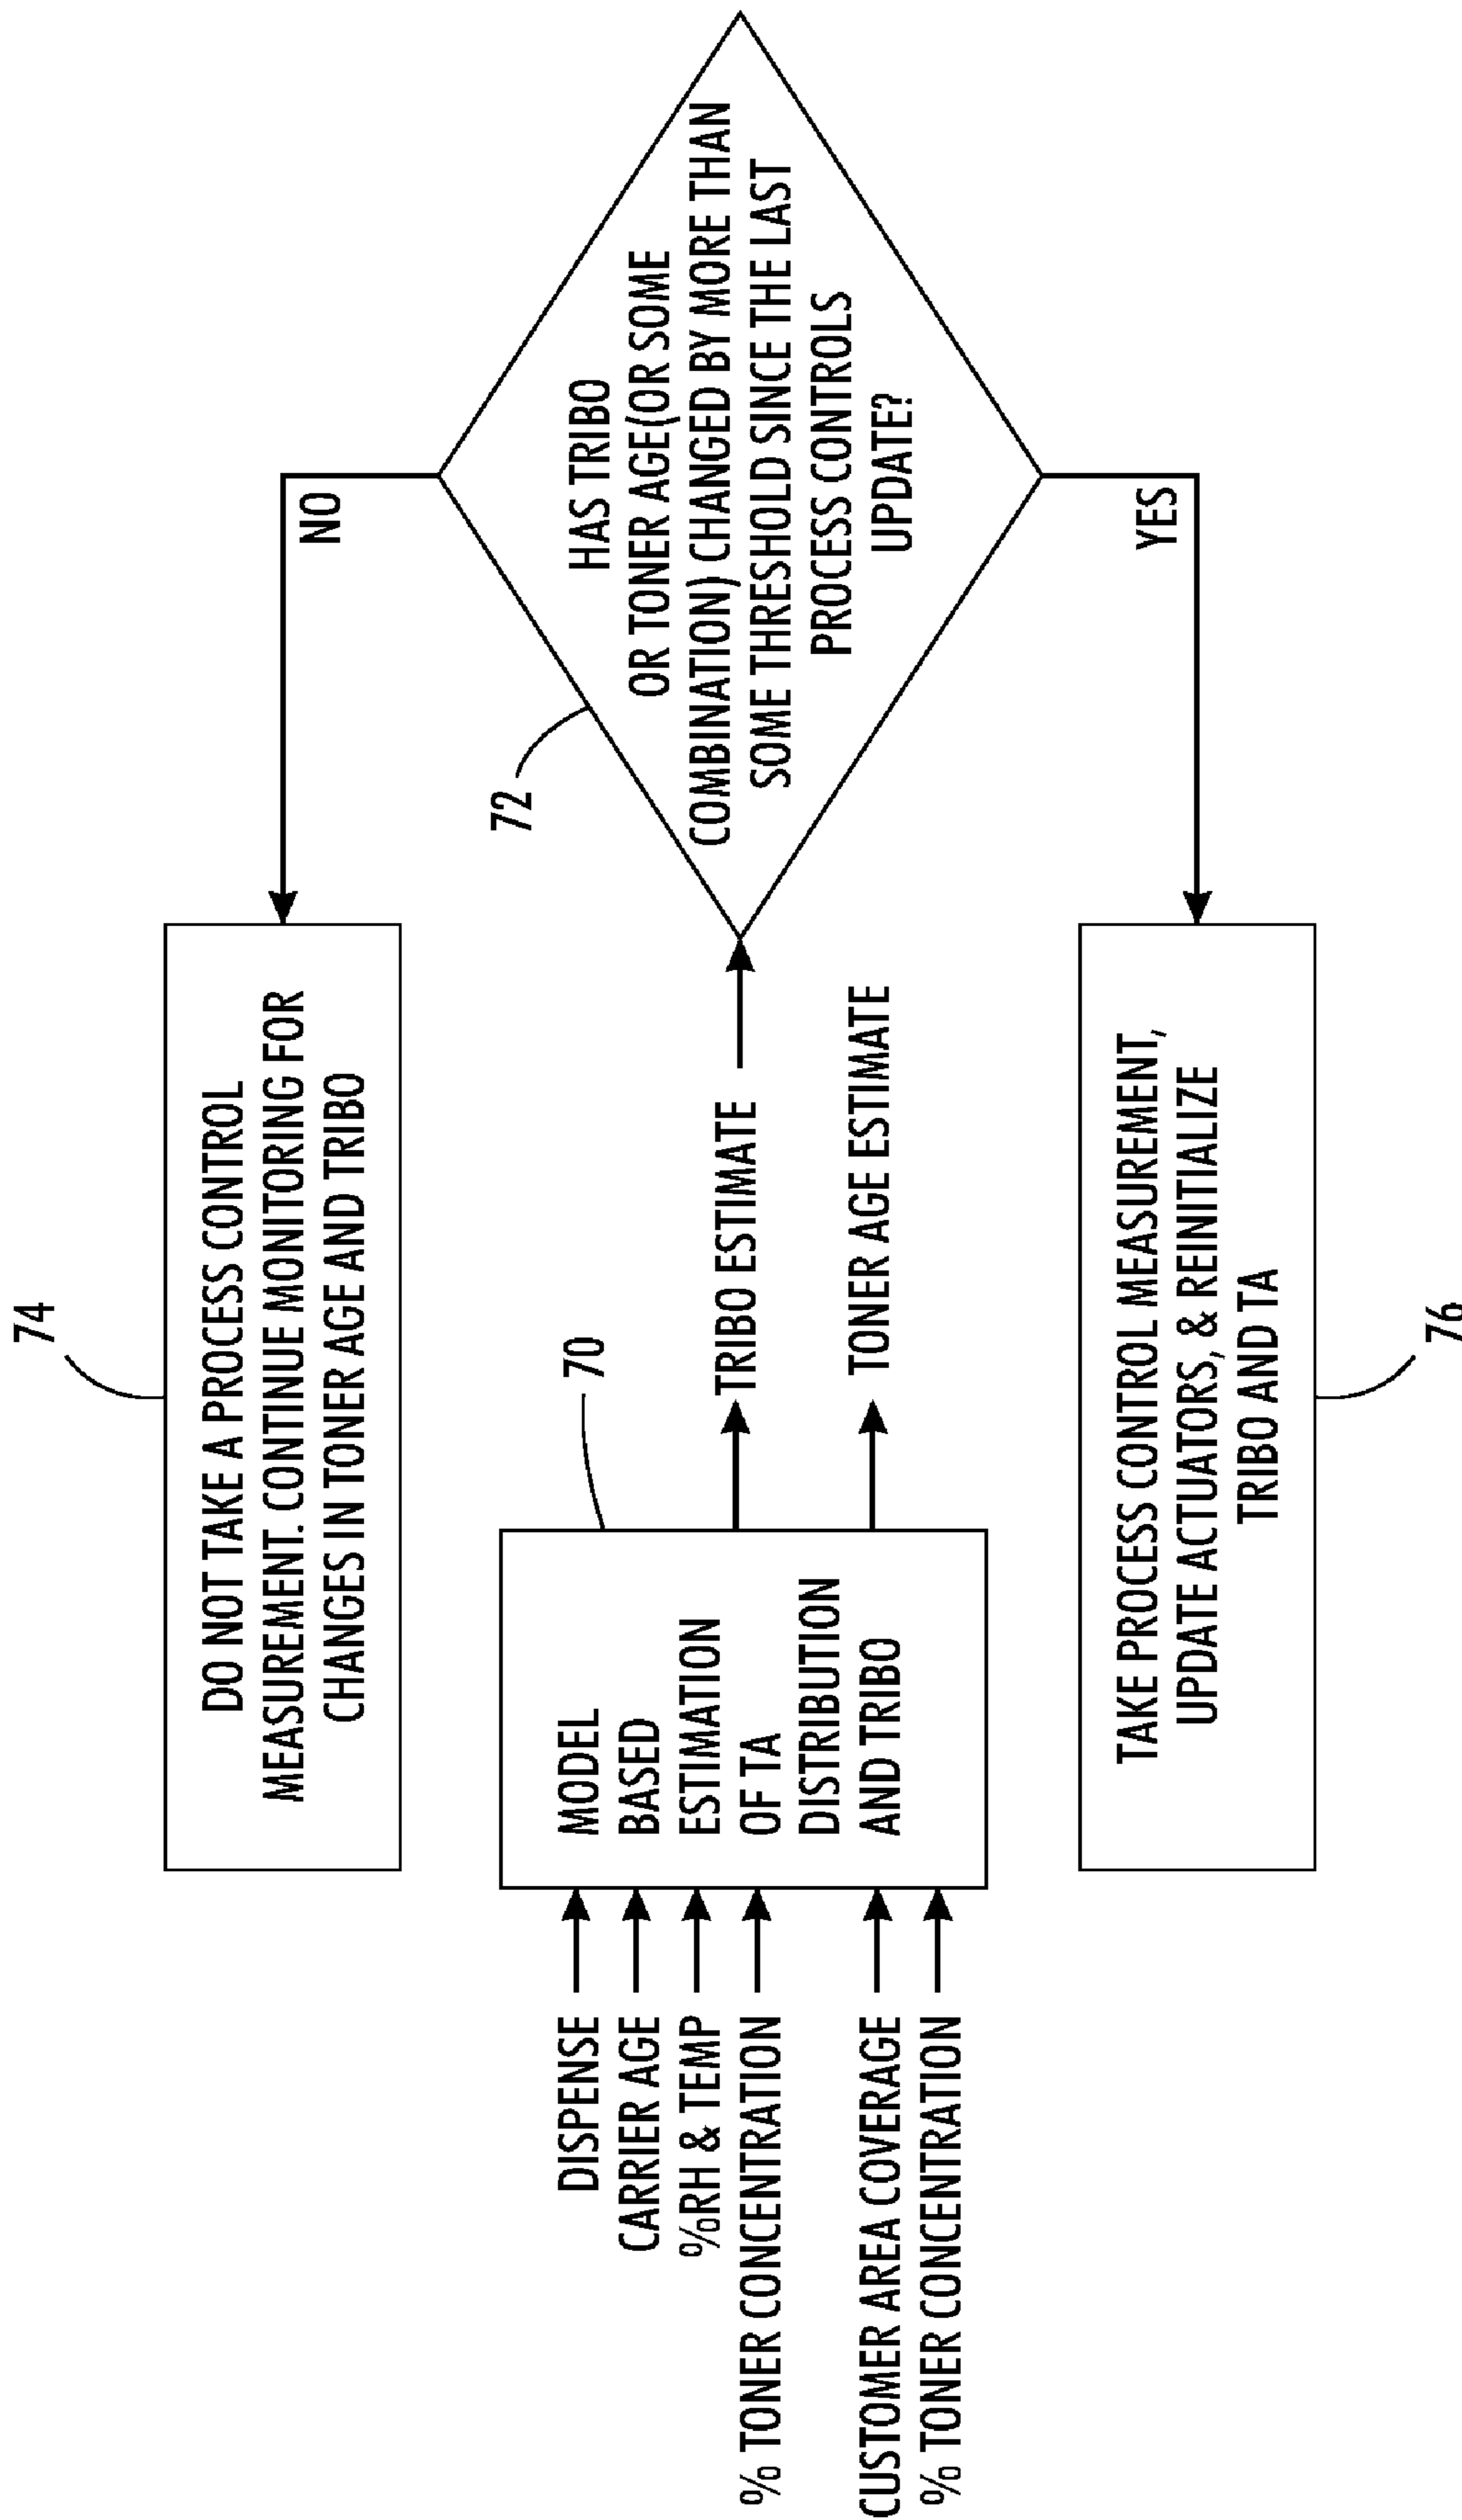 74
DO NOT TAKE A PROCESS CONTROL
MEASUREMENT. CONTINUE MONITORING FOR
CHANGES IN TONER AGE AND TRIBO
NO
DISPENSE
CARRIER AGE
%RH & TEMP
% TONER CONCENTRATION
CUSTOMER AREA COVERAGE
% TONER CONCENTRATION
70
MODEL
BASED
ESTIMATION
OF TA
DISTRIBUTION
AND TRIBO
TRIBO ESTIMATE
TONER AGE ESTIMATE
72
HAS TRIBO
OR TONER AGE(OR SOME
COMBINATION) CHANGED BY MORE THAN
SOME THRESHOLD SINCE THE LAST
PROCESS CONTROLS
UPDATE?
YES
TAKE PROCESS CONTROL MEASUREMENT,
UPDATE ACTUATORS, & REINITIALIZE
TRIBO AND TA
76